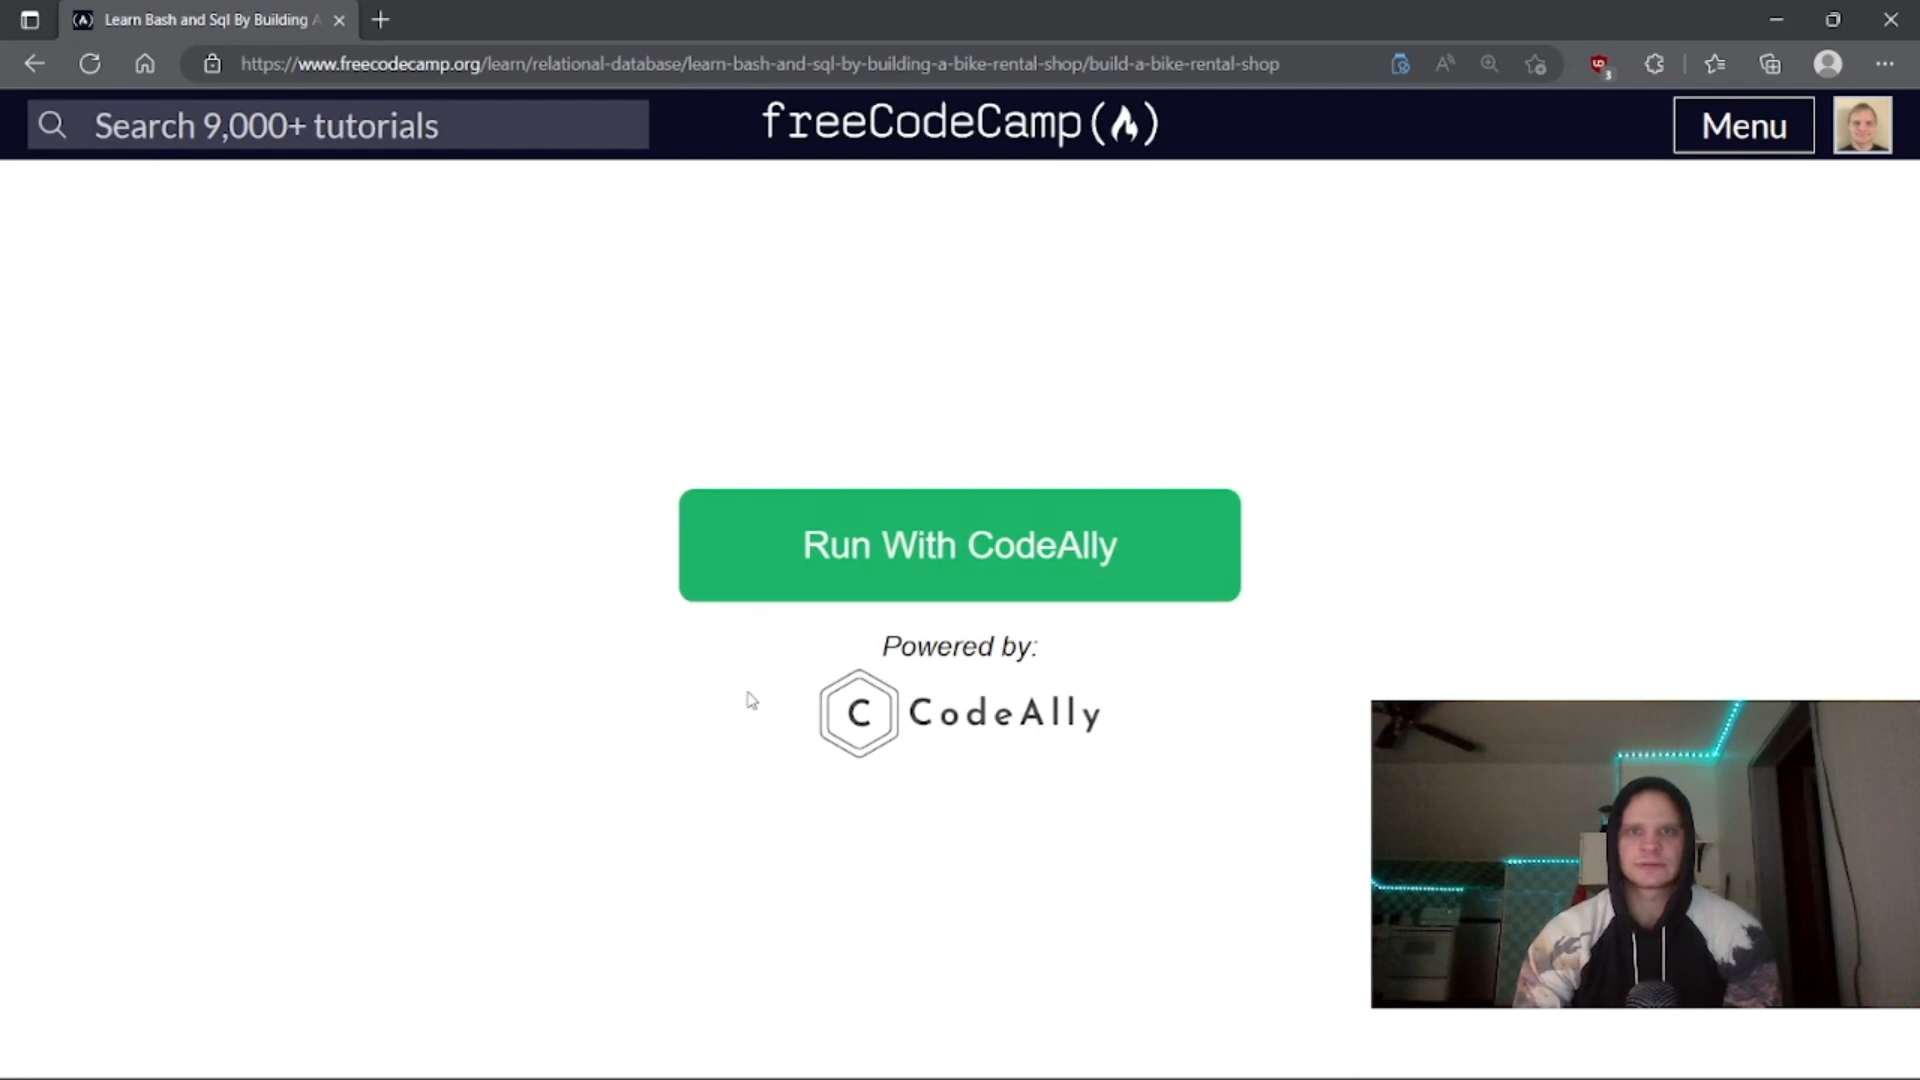 Learn Bash and Sql By Building A
https://www.freecodecamp.org/learn/relational-database/learn-bash-and-sql-by-building-a-bike-rental-shop/build-a-bike-rental-shop
3
Search 9,000+ tutorials
freeCodeCamp(🔥)
Menu
Run With CodeAlly
Powered by:
C CodeAlly